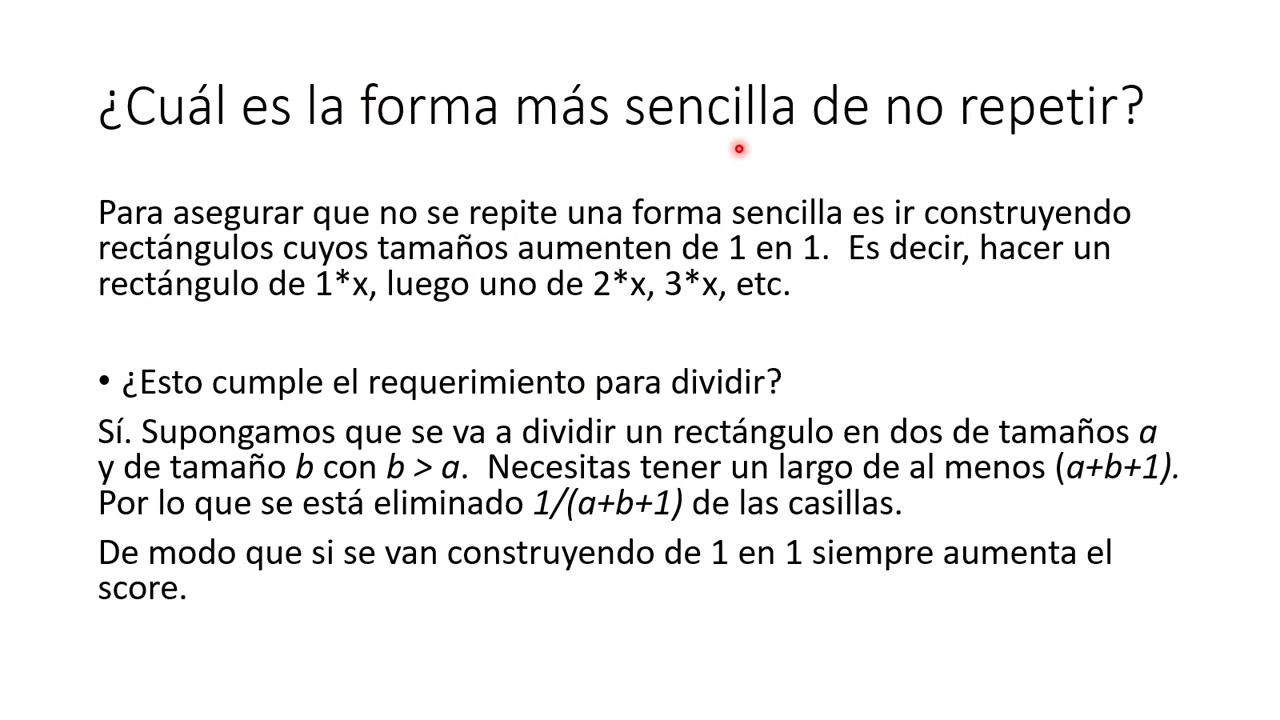 ¿Cuál es la forma más sencilla de no repetir?
Para asegurar que no se repite una forma sencilla es ir construyendo
rectángulos cuyos tamaños aumenten de 1 en 1.  Es decir, hacer un
rectángulo de 1*x, luego uno de 2*x, 3*x, etc.
• ¿Esto cumple el requerimiento para dividir?
Sí. Supongamos que se va a dividir un rectángulo en dos de tamaños a
y de tamaño b con b > a.  Necesitas tener un largo de al menos (a+b+1).
Por lo que se está eliminado 1/(a+b+1) de las casillas.
De modo que si se van construyendo de 1 en 1 siempre aumenta el
score.